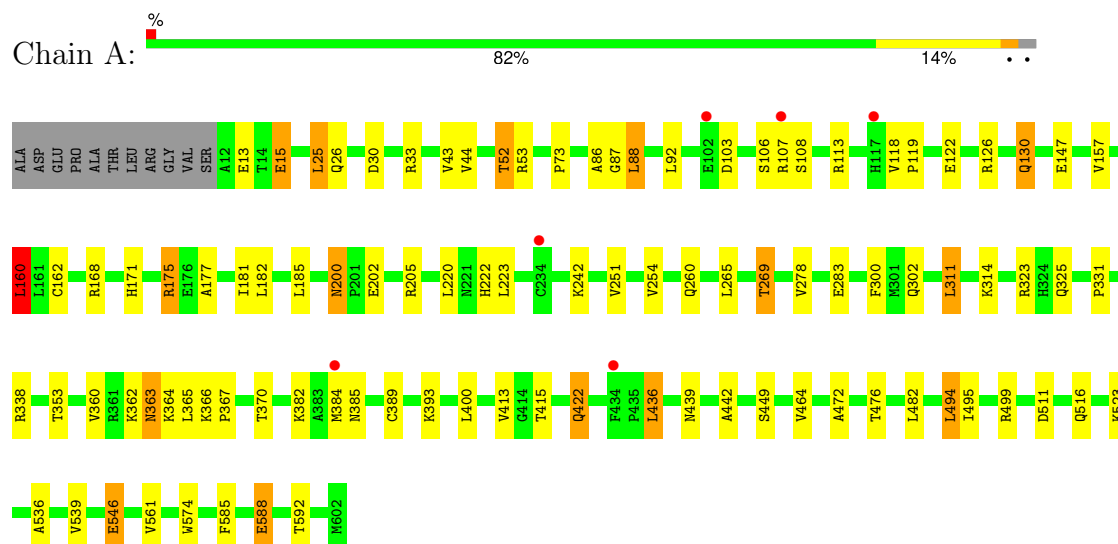 %
Chain A:
82% 14% • •
ALA ASP GLU PRO ALA THR LEU ARG GLY VAL SER A12 E13 T14 E15 L25 Q26 D30 R33 V43 V44 T52 R53 P73 A86 G87 L88 L92 E102 D103 S106 R107 S108 R113 H117 V118 P119 E122 R126 Q130 E147 V157
L160 L161 C162 R168 H171 R175 E176 A177 I181 L182 L185 N200 P201 E202 R205 L220 N221 H222 L223 C234 K242 V251 V254 Q260 L265 T269 V278 E283 F300 M301 Q302 L311 K314 R323 H324 Q325 P331
R338 T353 V360 R361 K362 N363 K364 L365 K366 P367 T370 K382 A383 M384 N385 C389 K393 L400 V413 G414 T415 Q422 F434 P435 L436 N439 A442 S449 V464 A472 T476 L482 L494 I495 R499 D511 Q516 K523
A536 V539 E546 V561 W574 F585 E588 T592 M602